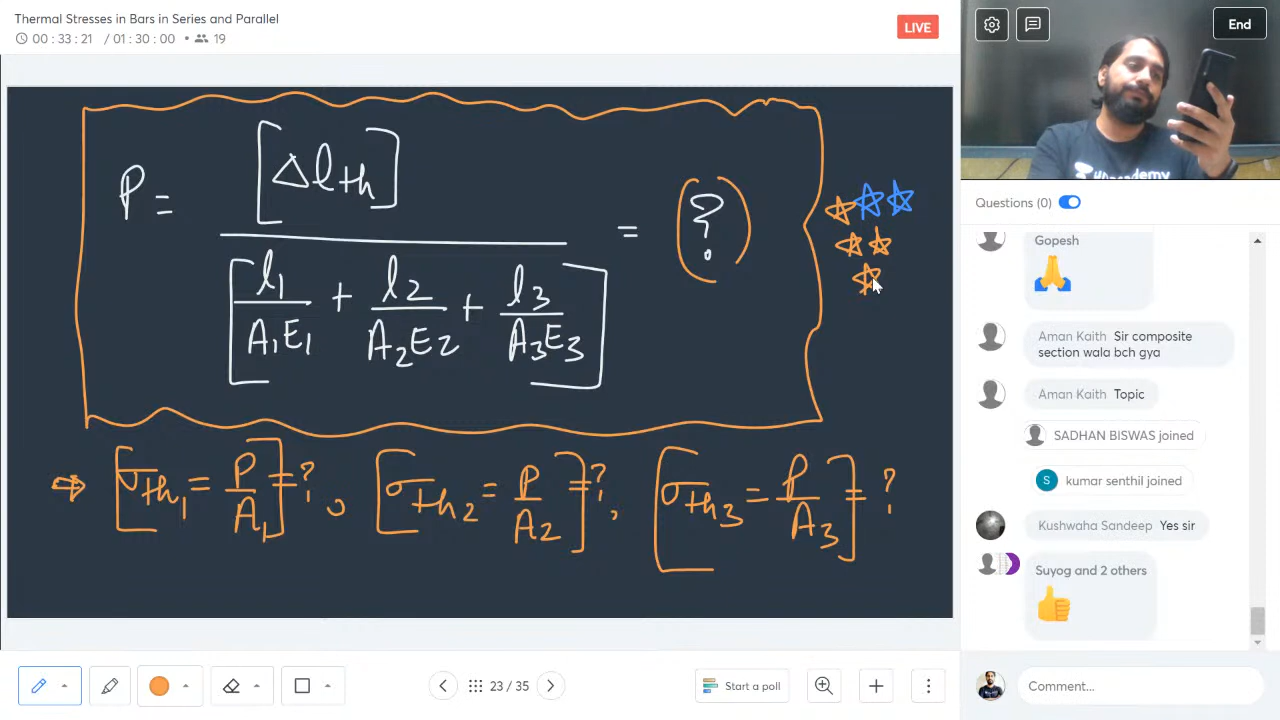 Thermal Stresses in Bars in Series and Parallel
00 : 33 : 21 / 01 : 30 : 00 • 19
LIVE
End
P = [Δlth] / [l1/A1E1 + l2/A2E2 + l3/A3E3] = (?)
⇒ [σth1 = P/A1] = ?, [σth2 = P/A2] = ?, [σth3 = P/A3] = ?
Questions (0)
Gopesh
Aman Kaith Sir composite
section wala bch gya
Aman Kaith Topic
SADHAN BISWAS joined
S kumar senthil joined
Kushwaha Sandeep Yes sir
Suyog and 2 others
23 / 35
Start a poll
Comment...